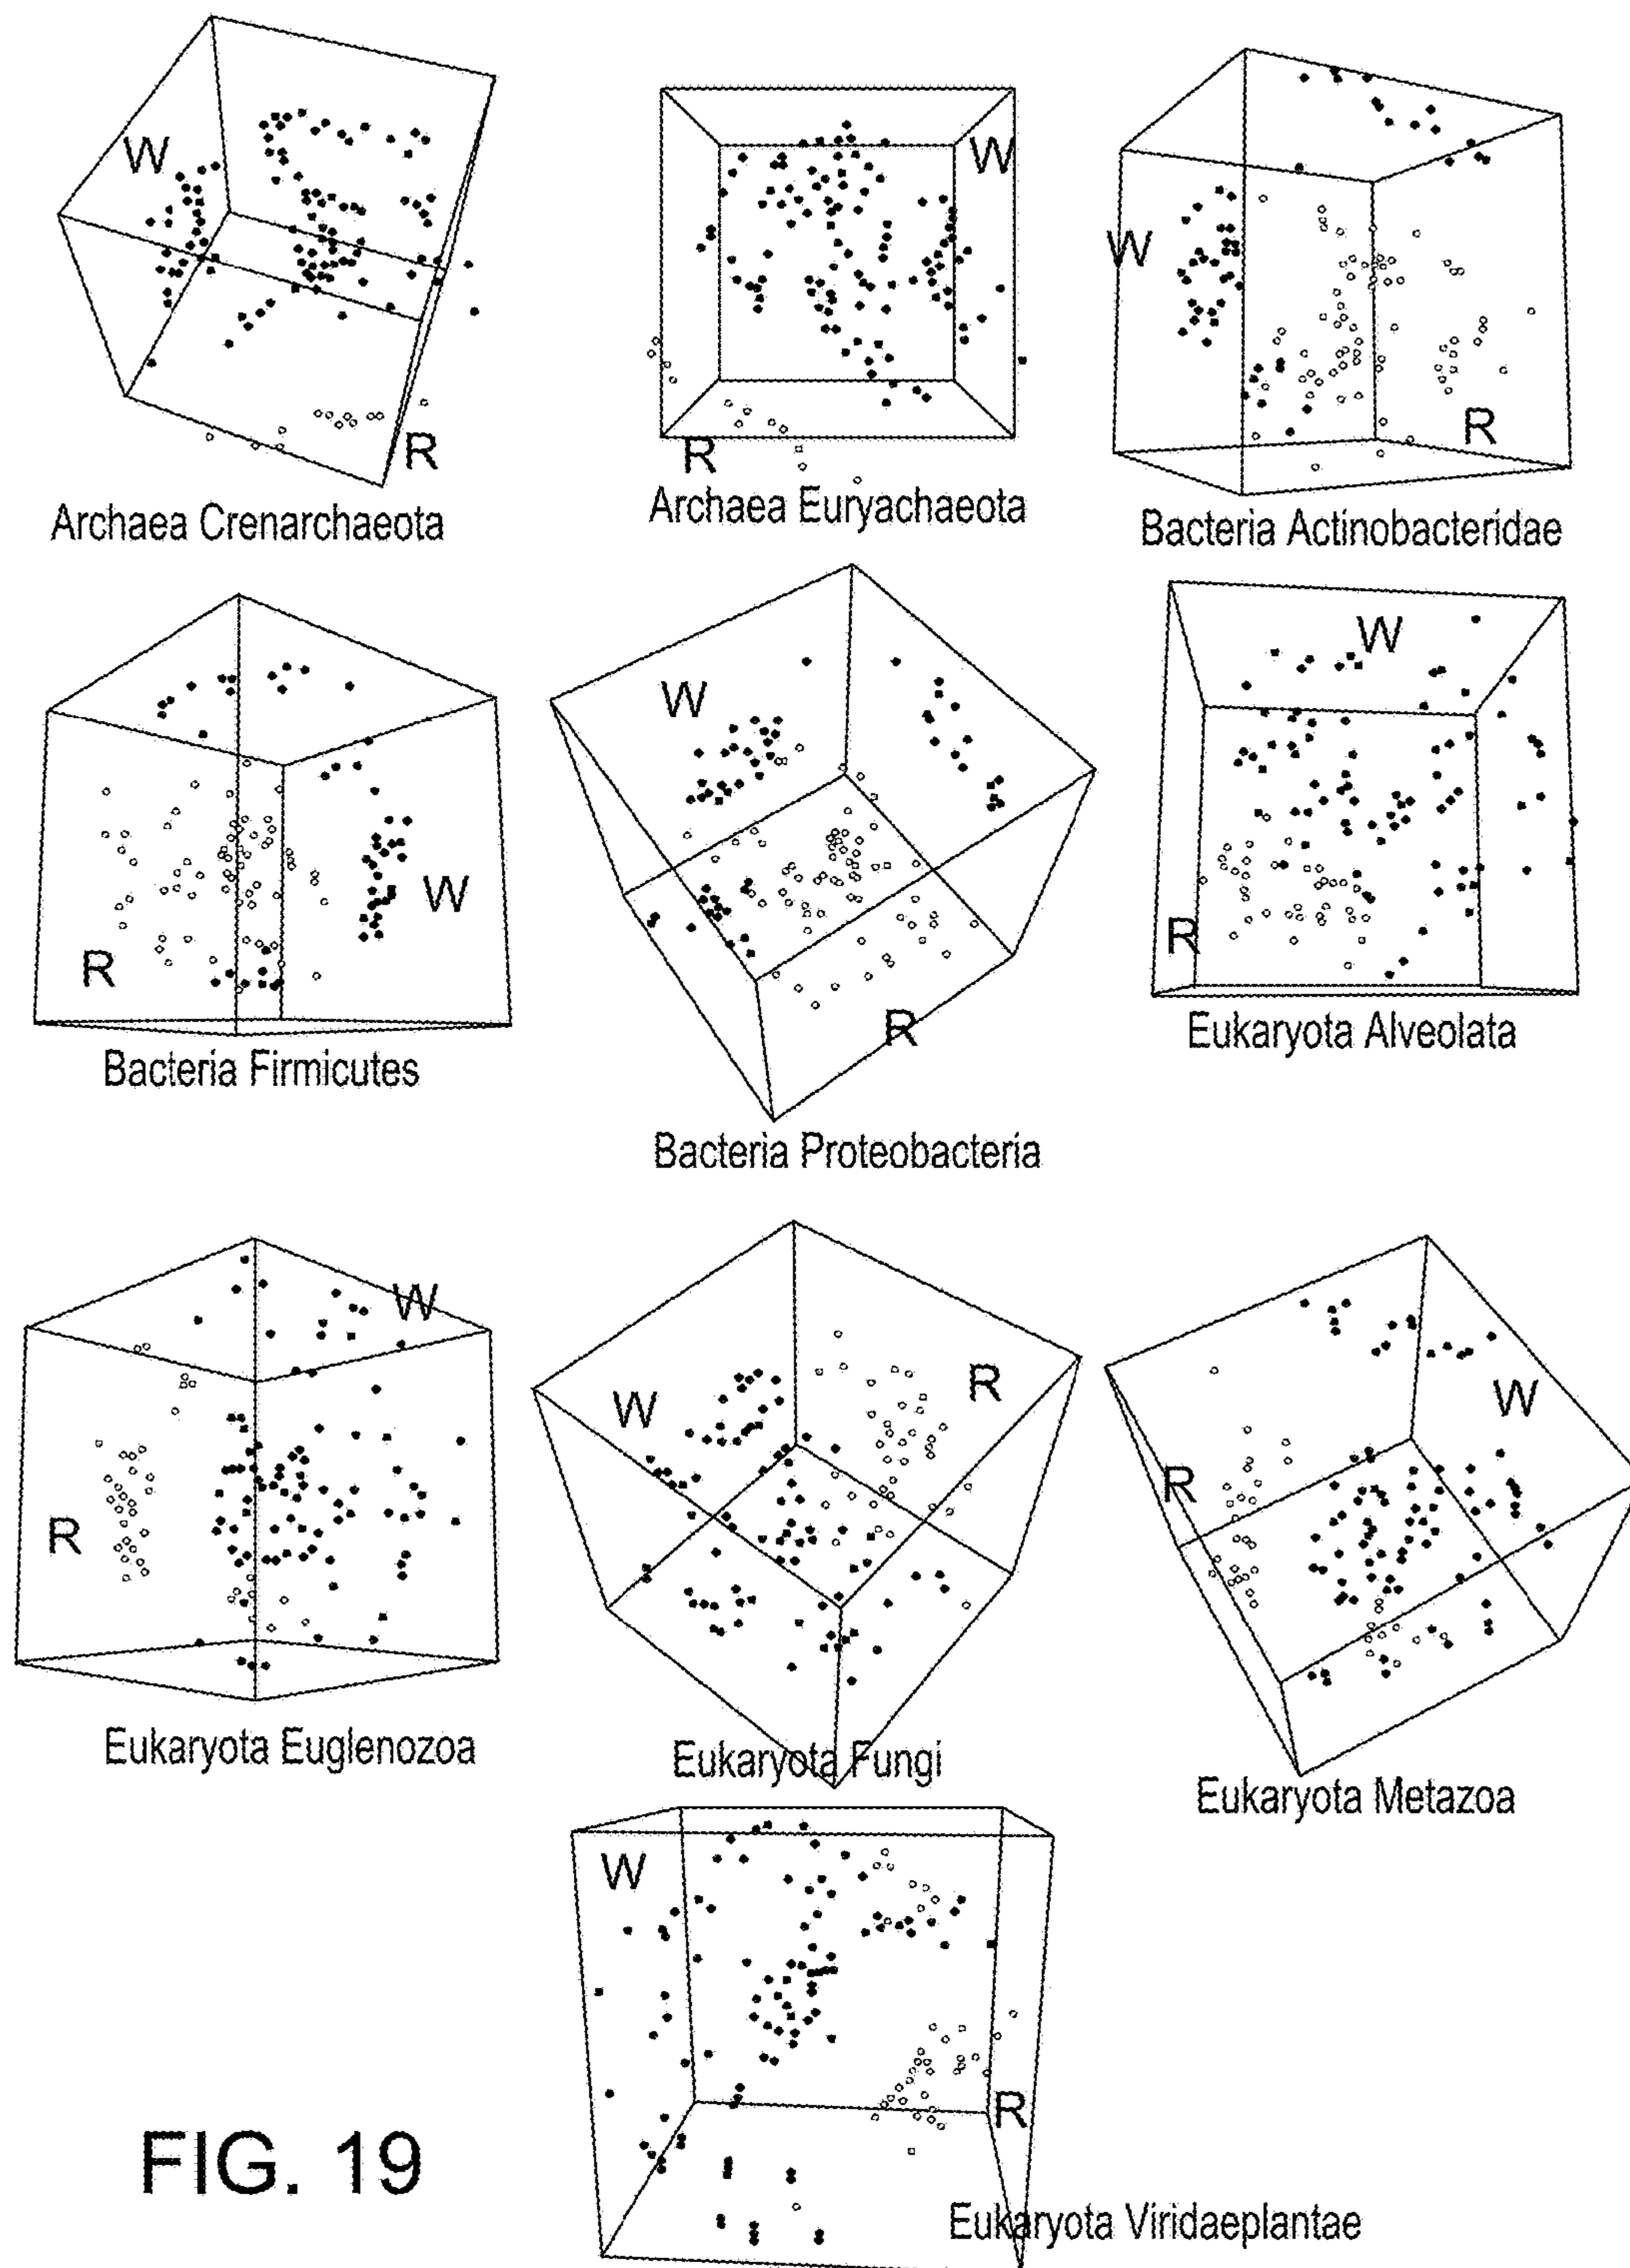 W
R
Archaea Crenarchaeota
W
R
Archaea Euryachaeota
W
R
Bacteria Actinobacteridae
W
R
Bacteria Firmicutes
W
R
Bacteria Proteobacteria
W
R
Eukaryota Alveolata
W
R
Eukaryota Euglenozoa
W
R
Eukaryota Fungi
W
R
Eukaryota Metazoa
W
R
Eukaryota Viridaeplantae
FIG. 19